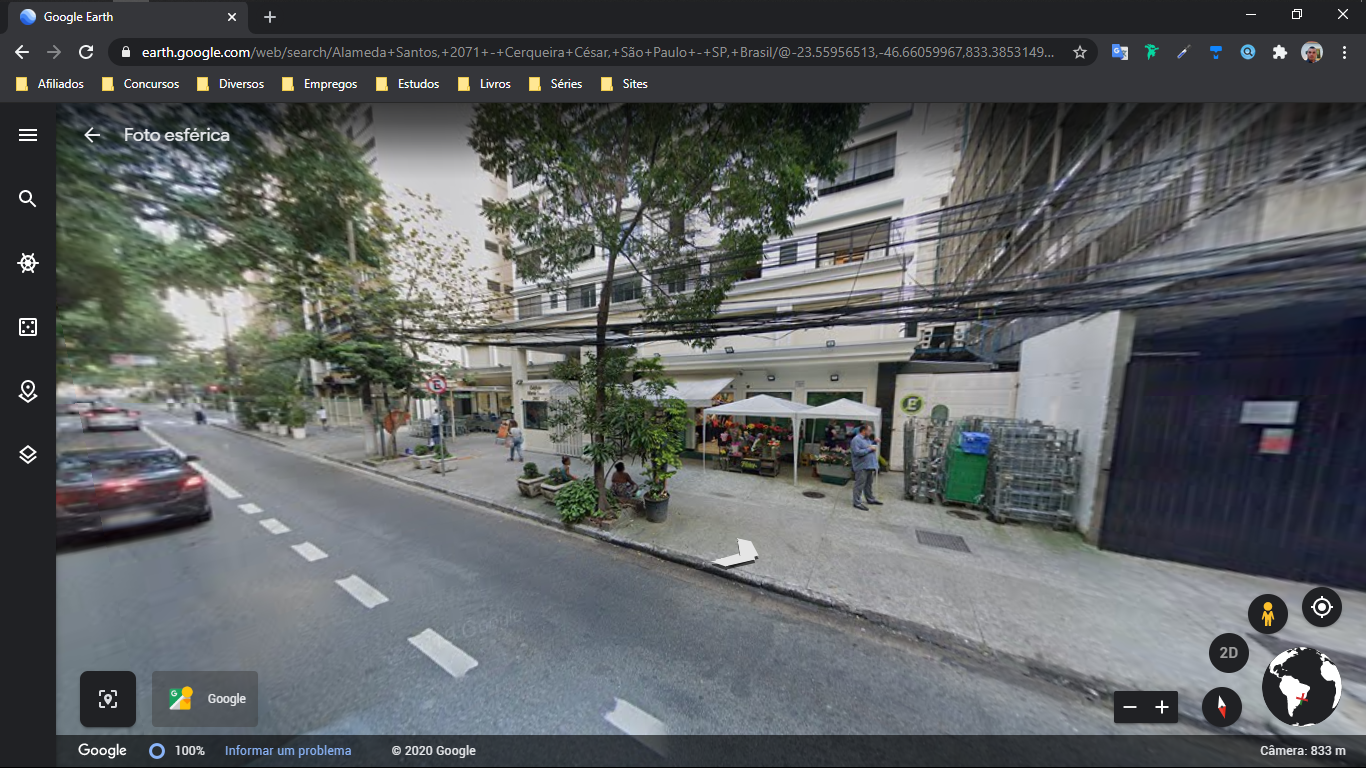 Google Earth
earth.google.com/web/search/Alameda+Santos,+2071+-+Cerqueira+César,+São+Paulo+-+SP,+Brasil/@-23.55956513,-46.66059967,833.3853149...
Afiliados
Concursos
Diversos
Empregos
Estudos
Livros
Séries
Sites
Foto esférica
E
E
2D
Google
Google
100%
Informar um problema
© 2020 Google
Câmera: 833 m